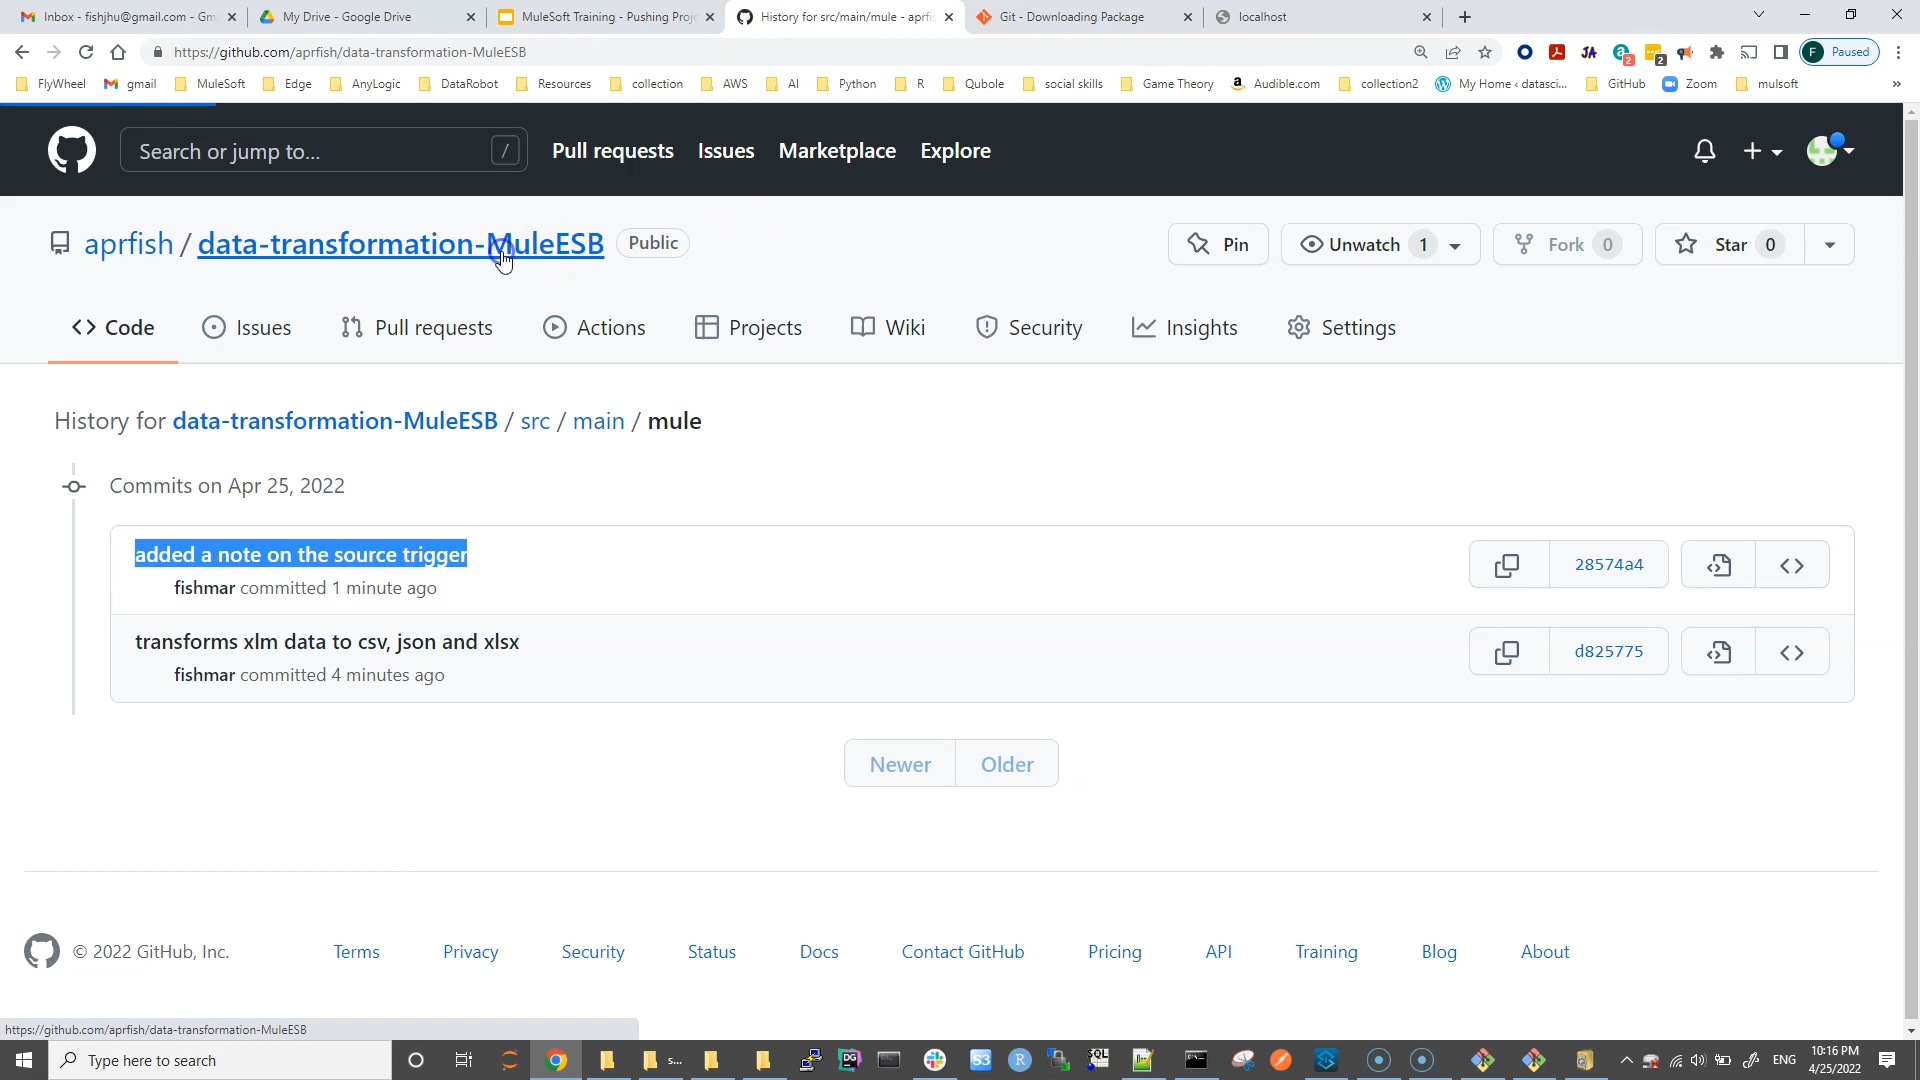 Inbox - fishjhu@gmail.com - Gm
My Drive - Google Drive
MuleSoft Training - Pushing Proje
History for src/main/mule - aprfis
Git - Downloading Package
localhost
https://github.com/aprfish/data-transformation-MuleESB
2
2
F Paused
FlyWheel
gmail
MuleSoft
Edge
AnyLogic
DataRobot
Resources
collection
AWS
AI
Python
R
Qubole
social skills
Game Theory
Audible.com
collection2
My Home ‹ datasci...
GitHub
Zoom
mulsoft
»
Search or jump to... /
Pull requests
Issues
Marketplace
Explore
aprfish / data-transformation-MuleESB
Public
Pin
Unwatch 1
Fork 0
Star 0
Code
Issues
Pull requests
Actions
Projects
Wiki
Security
Insights
Settings
History for data-transformation-MuleESB / src / main / mule
Commits on Apr 25, 2022
added a note on the source trigger
fishmar committed 1 minute ago
28574a4
transforms xlm data to csv, json and xlsx
fishmar committed 4 minutes ago
d825775
Newer
Older
© 2022 GitHub, Inc.
Terms
Privacy
Security
Status
Docs
Contact GitHub
Pricing
API
Training
Blog
About
https://github.com/aprfish/data-transformation-MuleESB
Type here to search
s...
ENG
10:16 PM
4/25/2022